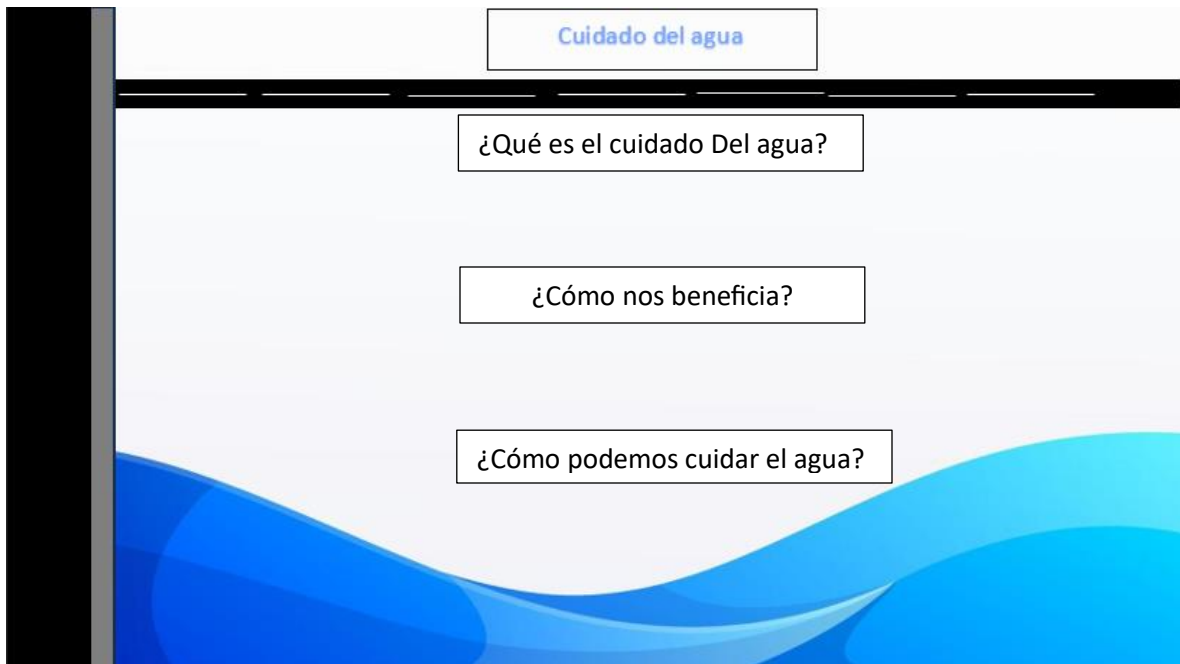 Cuidado del agua
¿Qué es el cuidado Del agua?
¿Cómo nos beneficia?
¿Cómo podemos cuidar el agua?